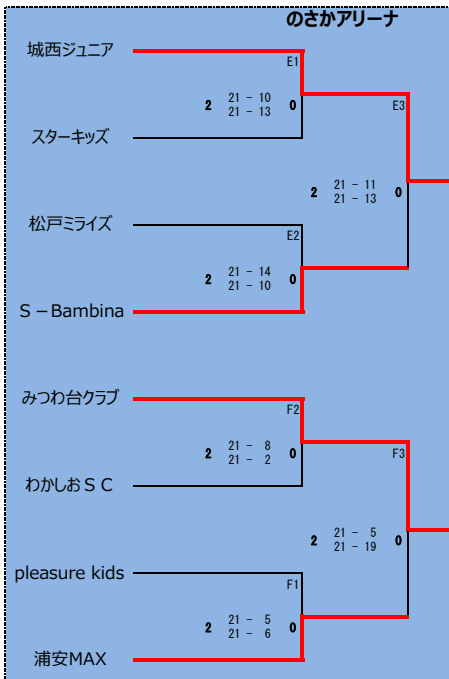 のさかアリーナ
城西ジュニア
E1
2 21 - 10 0
21 - 13
E3
スターキッズ
2 21 - 11 0
21 - 13
松戸ミライズ
E2
2 21 - 14 0
21 - 10
S－Bambina
みつわ台クラブ
F2
2 21 - 8 0
21 - 2
F3
わかしおＳＣ
2 21 - 5 0
21 - 19
pleasure kids
F1
2 21 - 5 0
21 - 6
浦安MAX